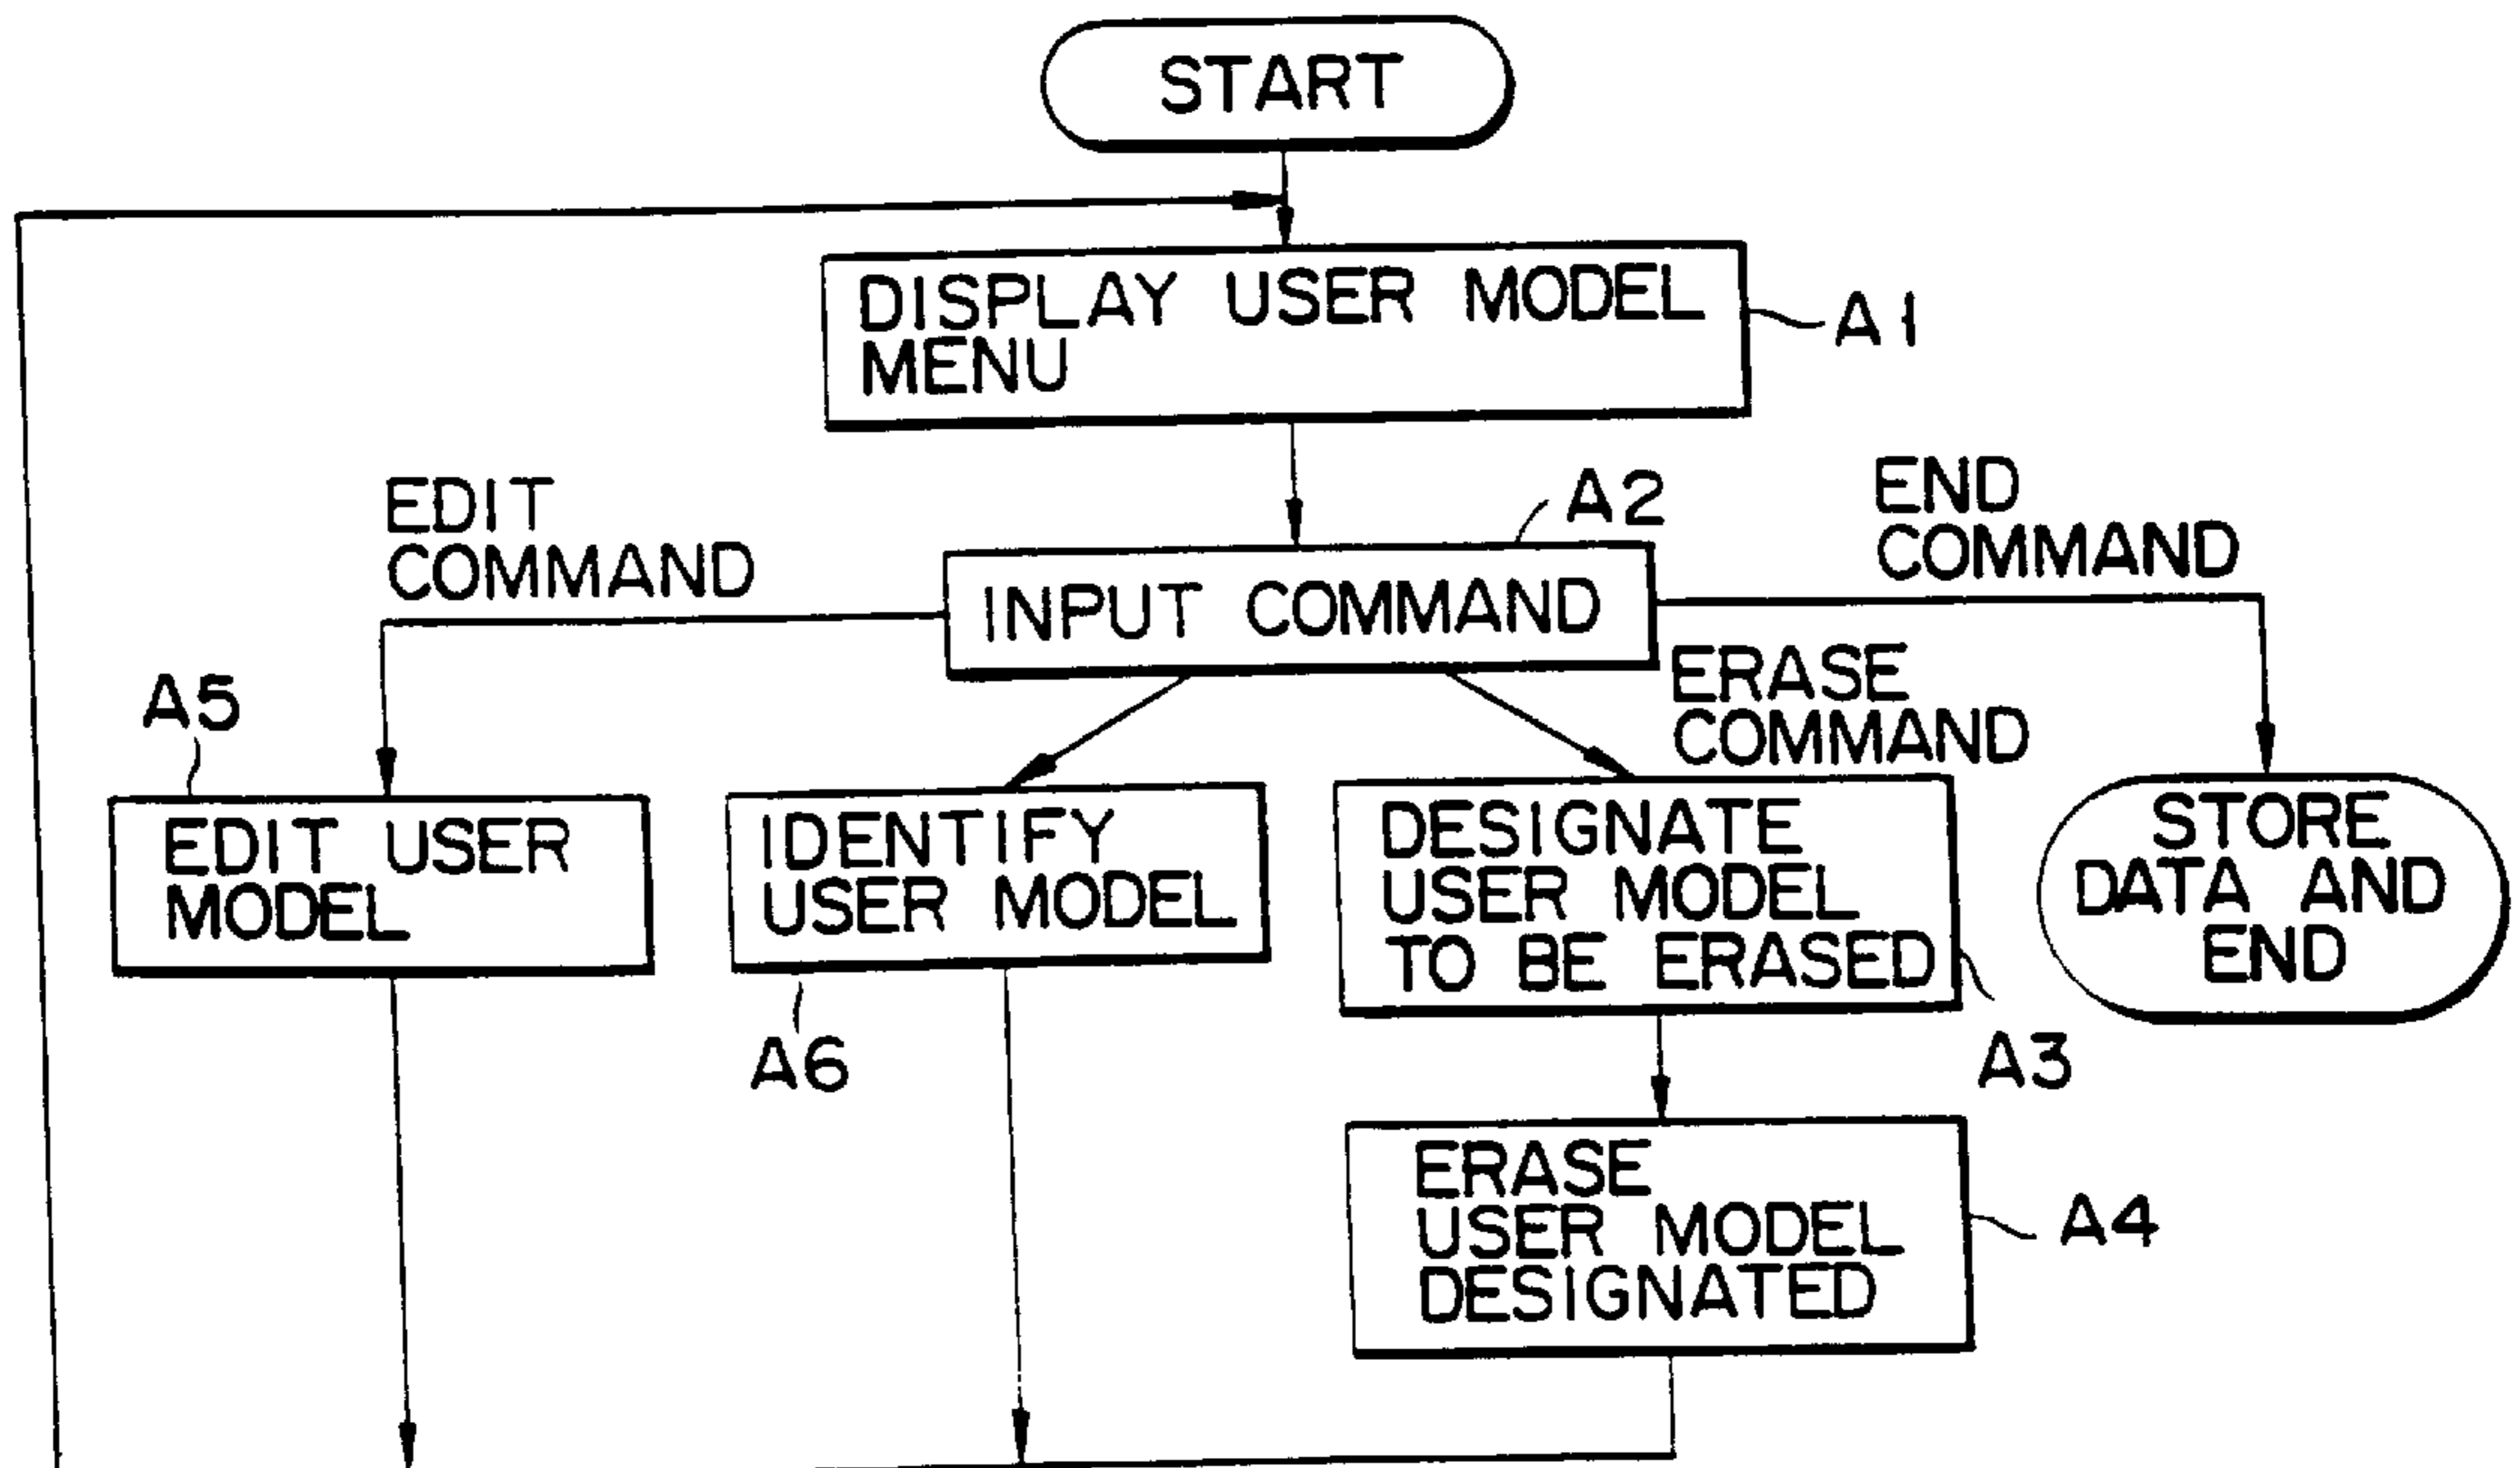 START
DISPLAY USER MODEL
MENU
A1
EDIT
COMMAND
A2
END
COMMAND
INPUT COMMAND
ERASE
COMMAND
A5
EDIT USER
MODEL
IDENTIFY
USER MODEL
A6
DESIGNATE
USER MODEL
TO BE ERASED
A3
STORE
DATA AND
END
ERASE
USER MODEL
DESIGNATED
A4